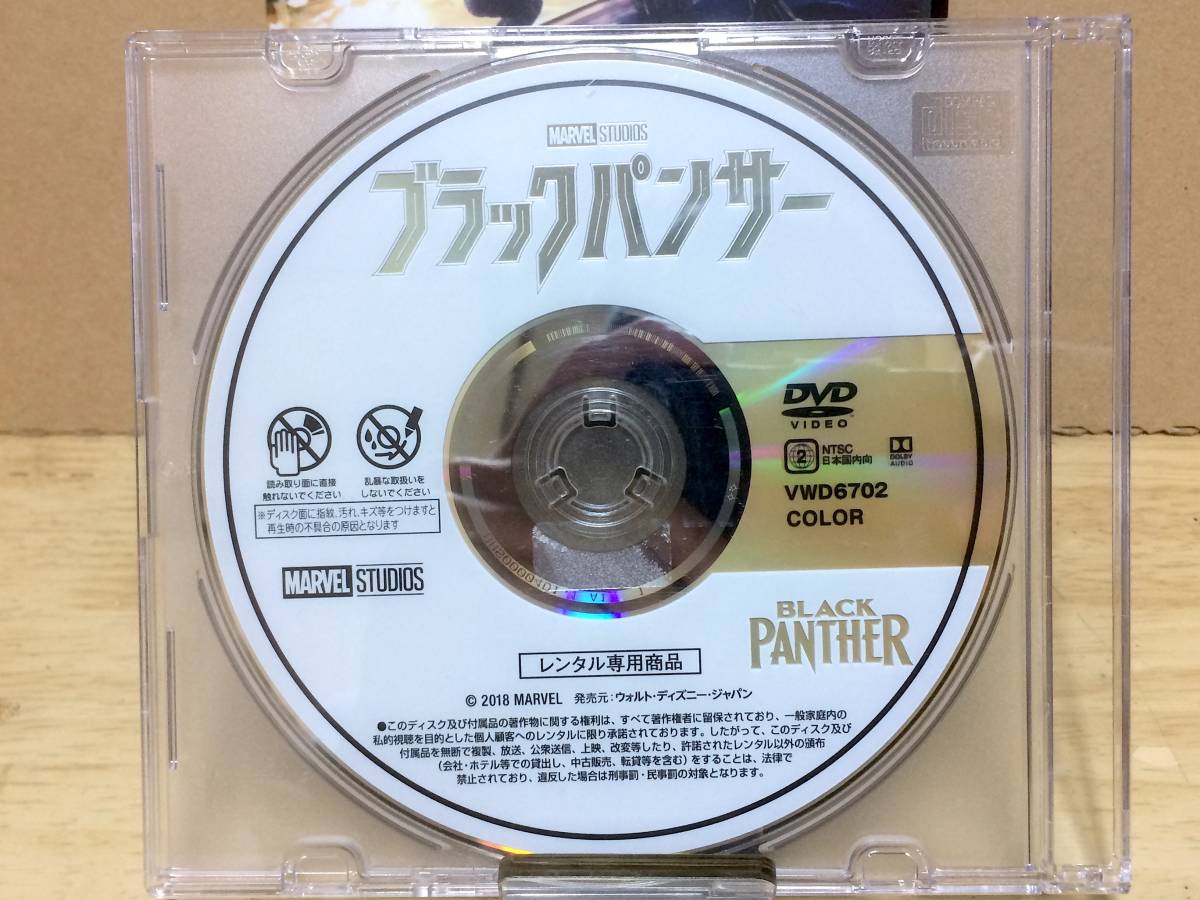 MARVEL STUDIOS
ブラックパンサー
COMPACT
DVD
VIDEO
2
NTSC
日本国内向
DOLBY
AUDIO
VWD6702
COLOR
読み取り面に直接
触れないでください
乱暴な取扱いを
しないでください
※ディスク面に指紋、汚れ、キズ等をつけますと
再生時の不具合の原因となります
MARVEL STUDIOS
BLACK
PANTHER
レンタル専用商品
© 2018 MARVEL 発売元:ウォルト・ディズニー・ジャパン
●このディスク及び付属品の著作物に関する権利は、すべて著作権者に留保されており、一般家庭内の
私的視聴を目的とした個人顧客へのレンタルに限り承諾されております。したがって、このディスク及び
付属品を無断で複製、放送、公衆送信、上映、改変等したり、許諾されたレンタル以外の頒布
(会社・ホテル等での貸出し、中古販売、転貸等を含む)をすることは、法律で
禁止されており、違反した場合は刑事罰・民事罰の対象となります。